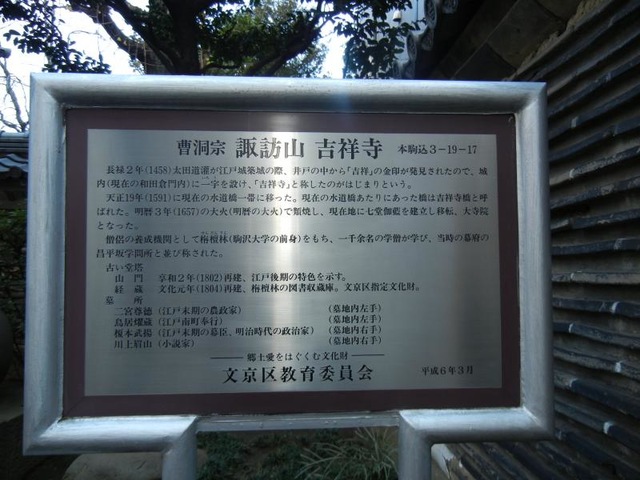 曹洞宗 諏訪山 吉祥寺 本駒込3-19-17
長禄2年(1458)太田道灌が江戸城築城の際、井戸の中から「吉祥」の金印が発見されたので、城
内(現在の和田倉門内)に一宇を設け、「吉祥寺」と称したのがはじまりという。
天正19年(1591)に現在の水道橋一帯に移った。現在の水道橋あたりにあった橋は吉祥寺橋と呼
ばれた。明暦3年(1657)の大火(明暦の大火)で類焼し、現在地に七堂伽藍を建立し移転、大寺院
となった。
僧侶の養成機関として栴檀林(駒沢大学の前身)をもち、一千余名の学僧が学び、当時の幕府の
昌平坂学問所と並び称された。
古い堂塔
山門 享和2年(1802)再建、江戸後期の特色を示す。
経蔵 文化元年(1804)再建、栴檀林の図書収蔵庫。文京区指定文化財。
墓所
二宮尊徳(江戸末期の農政家) (墓地内左手)
鳥居耀蔵(江戸南町奉行) (墓地内左手)
榎本武揚(江戸末期の幕臣、明治時代の政治家) (墓地内右手)
川上眉山(小説家) (墓地内右手)
郷土愛をはぐくむ文化財
文京区教育委員会 平成6年3月